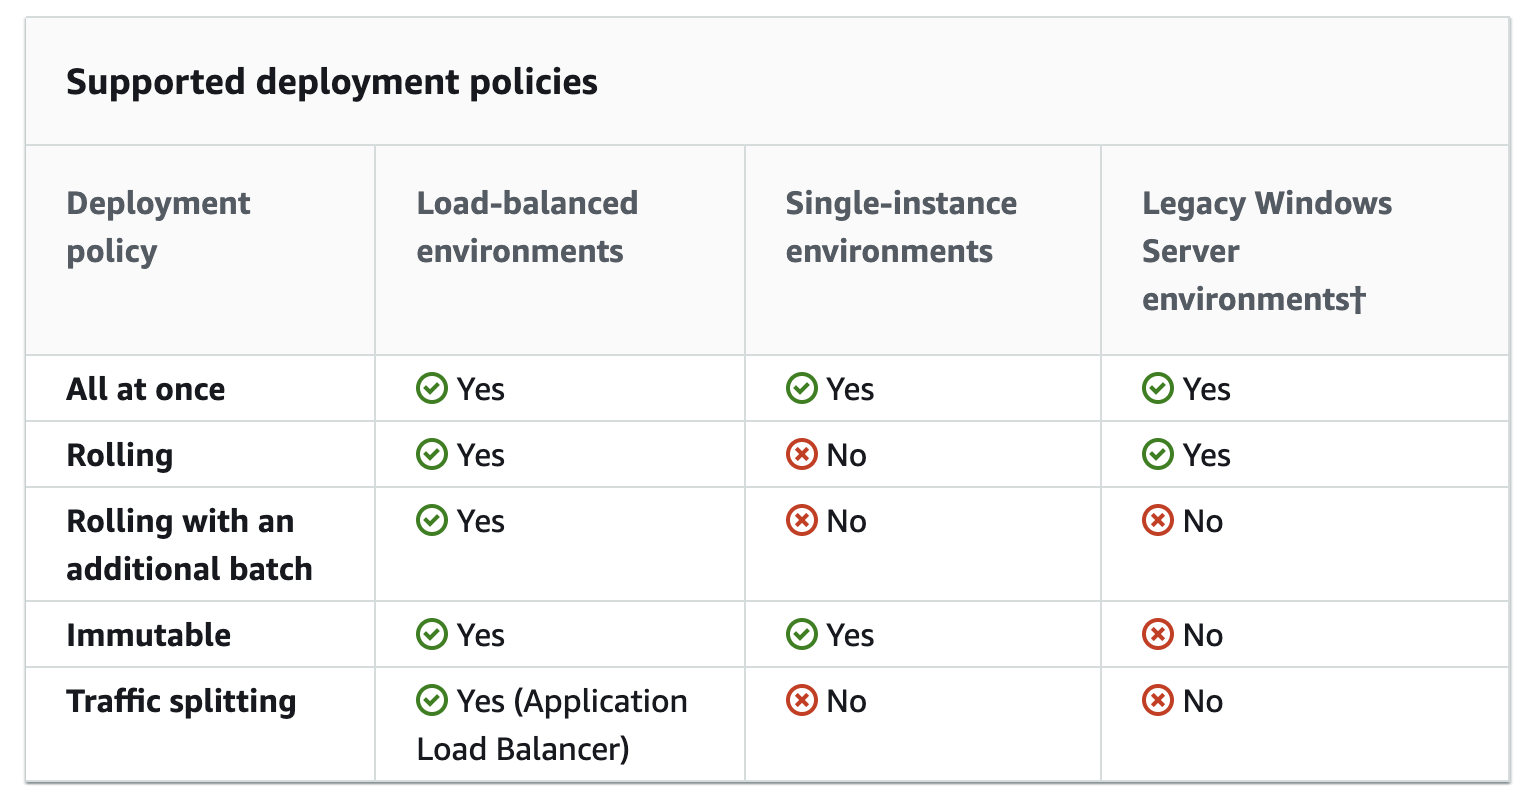 Supported deployment policies
Deployment
policy
Load-balanced
environments
Single-instance
environments
Legacy Windows
Server
environments†
All at once
Yes
Yes
Yes
Rolling
Yes
No
Yes
Rolling with an
additional batch
Yes
No
No
Immutable
Yes
Yes
No
Traffic splitting
Yes (Application
Load Balancer)
No
No